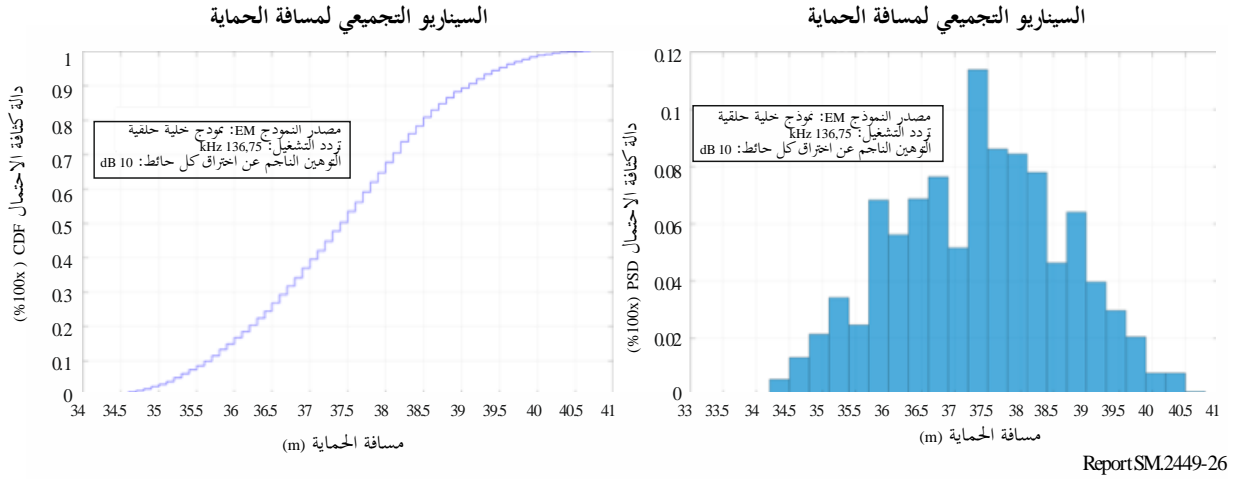 السيناريو التجميعي لمسافة الحماية
السيناريو التجميعي لمسافة الحماية
دالة كثافة الاحتمال CDF ( 100x%)
1
0.9
0.8
0.7
0.6
0.5
0.4
0.3
0.2
0.1
0
مصدر النمودج EM: نمودج خلية حلقية
تردد التشغيل: 136,75 kHz
التوهين الناجم عن اختراق كل حائط: 10 dB
34 34.5 35 35.5 36 36.5 37 37.5 38.5 39 39.5 40 40.5 41
مسافة الحماية (m)
دالة كثافة الاحتمال PSD (100x%)
0.12
0.11
0.08
0.06
0.04
0.02
0
مصدر النموذج EM: نموذج خلية حلقية
تردد التشغيل: 136,75 kHz
التوهين الناجم عن اختراق كل حائط: 10 dB
33 33.5 34 34.5 35 35.5 36 36.5 37 37.5 38 38.5 39 39.5 40 40.5 41
مسافة الحماية (m)
Report SM.2449-26